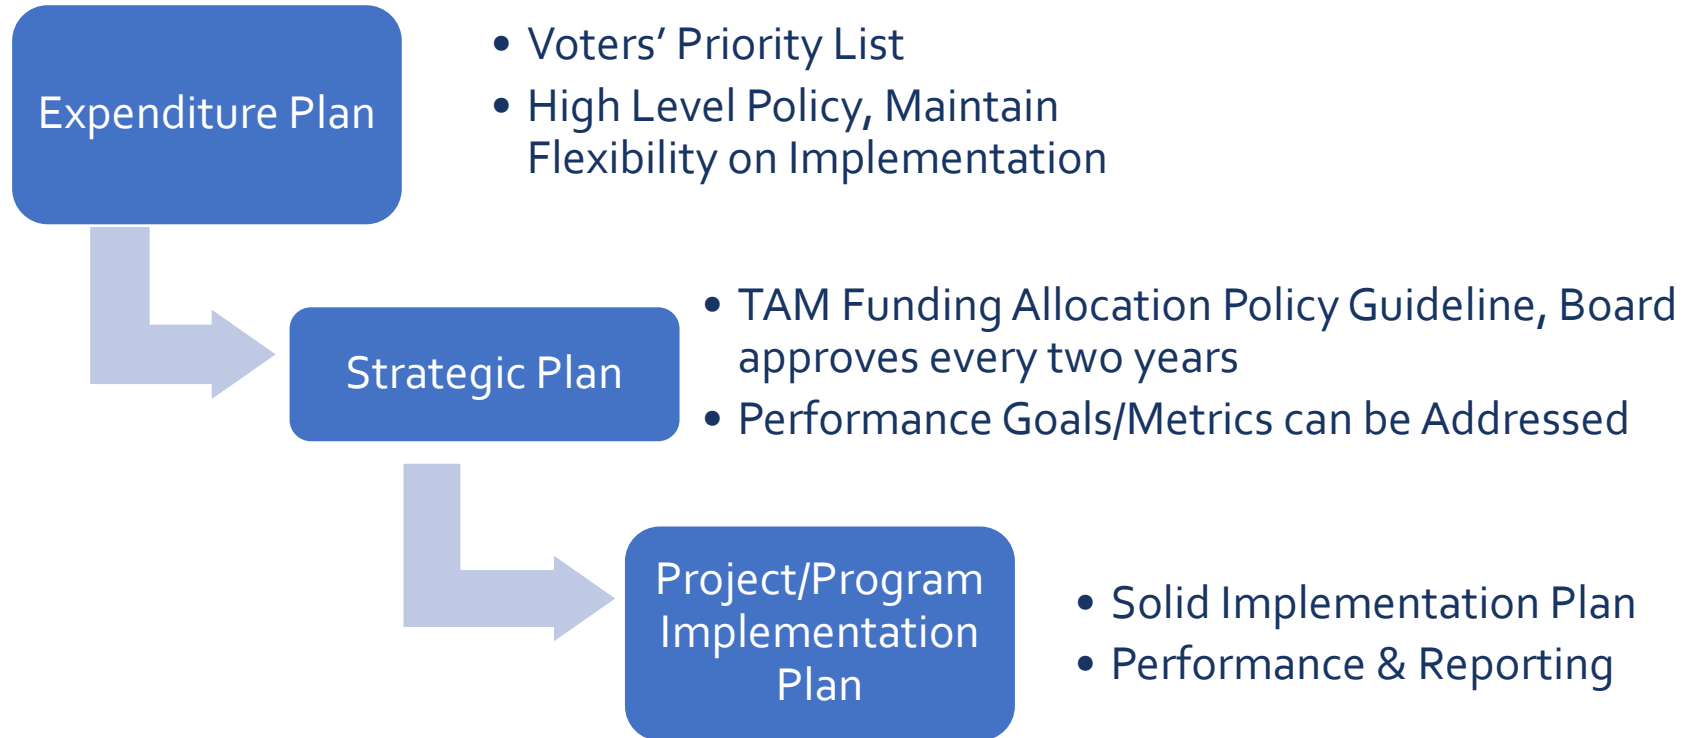 Expenditure Plan
• Voters’ Priority List
• High Level Policy, Maintain
Flexibility on Implementation
Strategic Plan
• TAM Funding Allocation Policy Guideline, Board
approves every two years
• Performance Goals/Metrics can be Addressed
Project/Program
Implementation
Plan
• Solid Implementation Plan
• Performance & Reporting